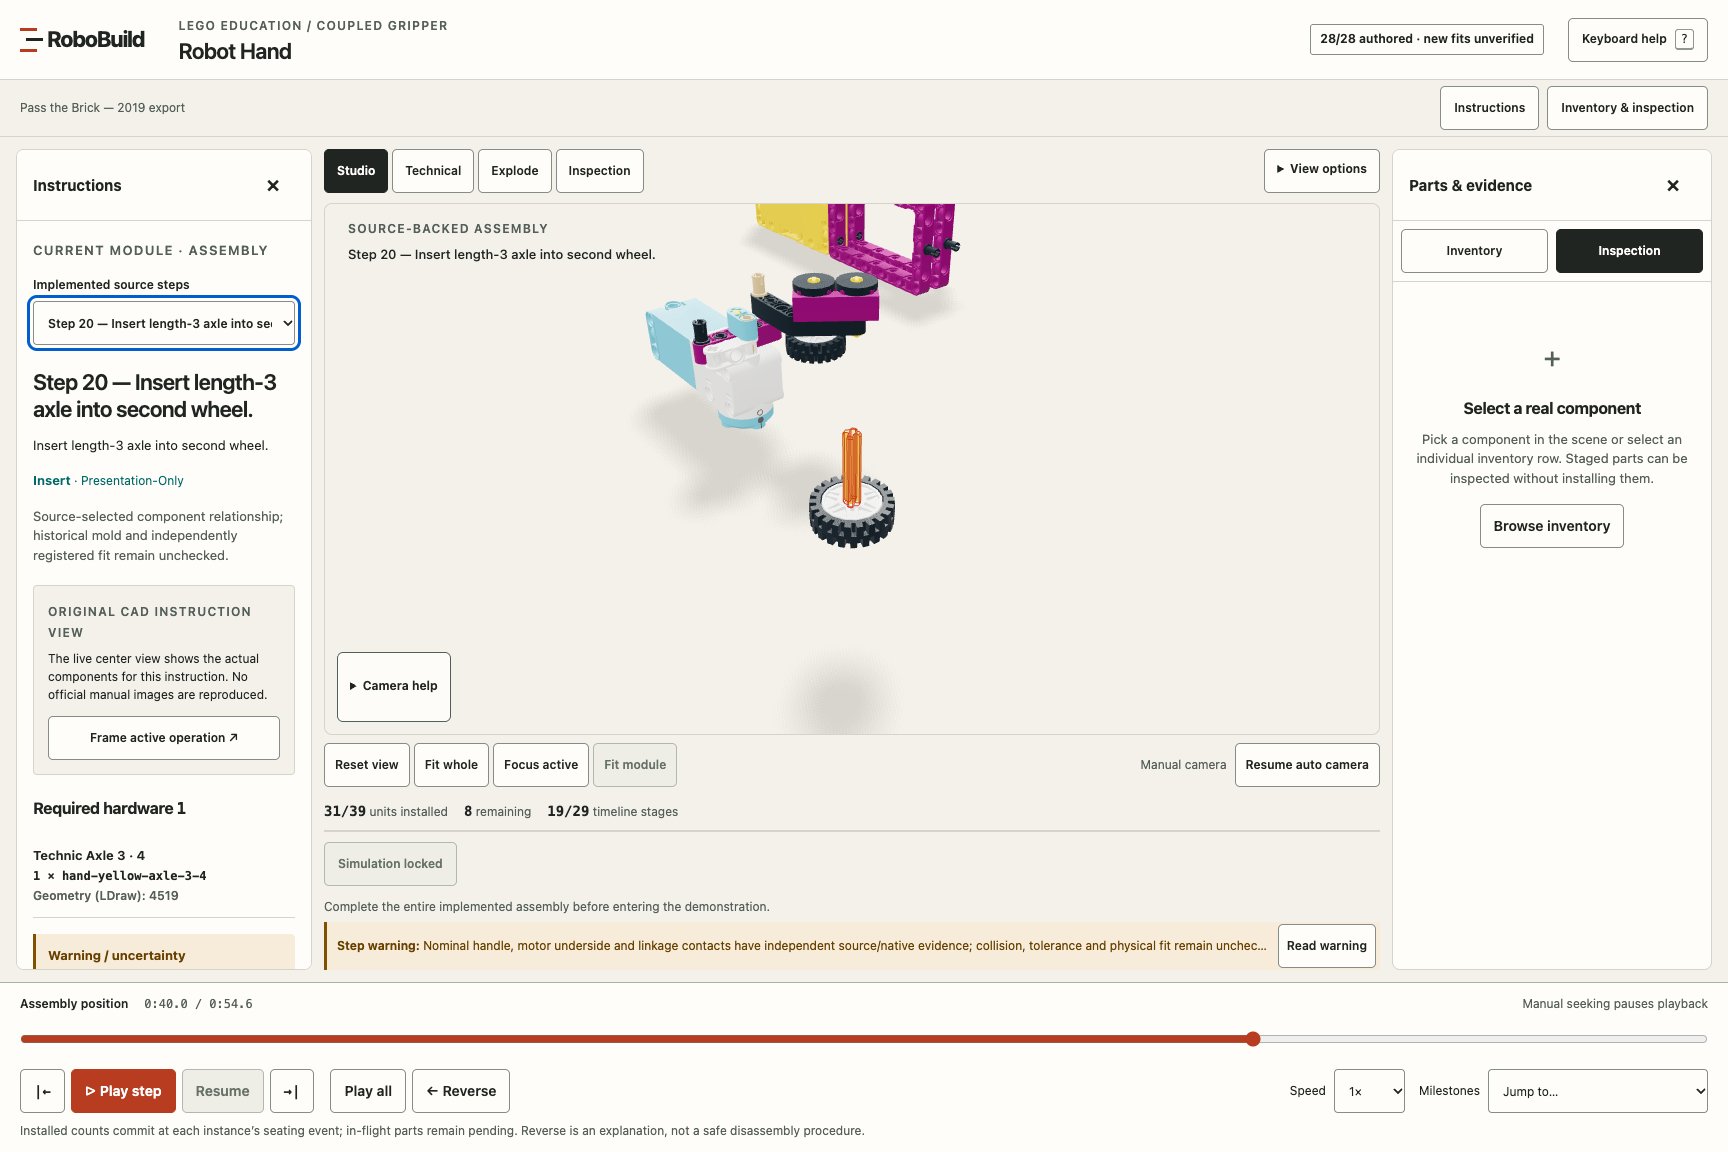 RoboBuild
LEGO EDUCATION / COUPLED GRIPPER
Robot Hand
28/28 authored · new fits unverified
Keyboard help ?
Pass the Brick — 2019 export
Instructions
Inventory & inspection
Instructions ✕
CURRENT MODULE · ASSEMBLY
Implemented source steps
Step 20 — Insert length-3 axle into sec
Step 20 — Insert length-3
axle into second wheel.
Insert length-3 axle into second wheel.
Insert · Presentation-Only
Source-selected component relationship;
historical mold and independently
registered fit remain unchecked.
ORIGINAL CAD INSTRUCTION
VIEW
The live center view shows the actual
components for this instruction. No
official manual images are reproduced.
Frame active operation ↗
Required hardware 1
Technic Axle 3 · 4
1 × hand-yellow-axle-3-4
Geometry (LDraw): 4519
Warning / uncertainty
Studio
Technical
Explode
Inspection
▶ View options
SOURCE-BACKED ASSEMBLY
Step 20 — Insert length-3 axle into second wheel.
▶ Camera help
Reset view
Fit whole
Focus active
Fit module
Manual camera
Resume auto camera
31/39 units installed 8 remaining 19/29 timeline stages
Simulation locked
Complete the entire implemented assembly before entering the demonstration.
Step warning: Nominal handle, motor underside and linkage contacts have independent source/native evidence; collision, tolerance and physical fit remain unchec...
Read warning
Parts & evidence ✕
Inventory
Inspection
+
Select a real component
Pick a component in the scene or select an
individual inventory row. Staged parts can be
inspected without installing them.
Browse inventory
Assembly position 0:40.0 / 0:54.6
Manual seeking pauses playback
|←
▷ Play step
Resume
→|
Play all
← Reverse
Speed 1×
Milestones Jump to...
Installed counts commit at each instance's seating event; in-flight parts remain pending. Reverse is an explanation, not a safe disassembly procedure.